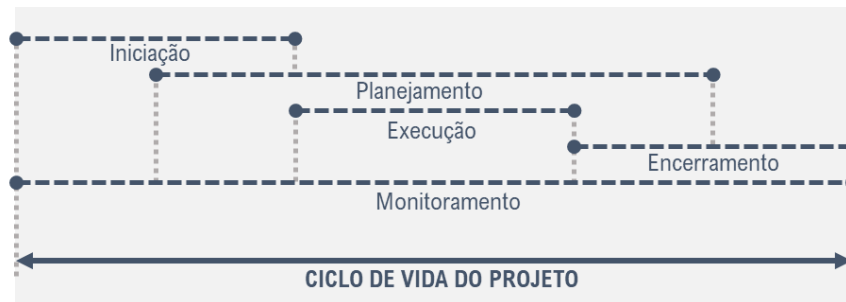 Iniciação
Planejamento
Execução
Encerramento
Monitoramento
CICLO DE VIDA DO PROJETO